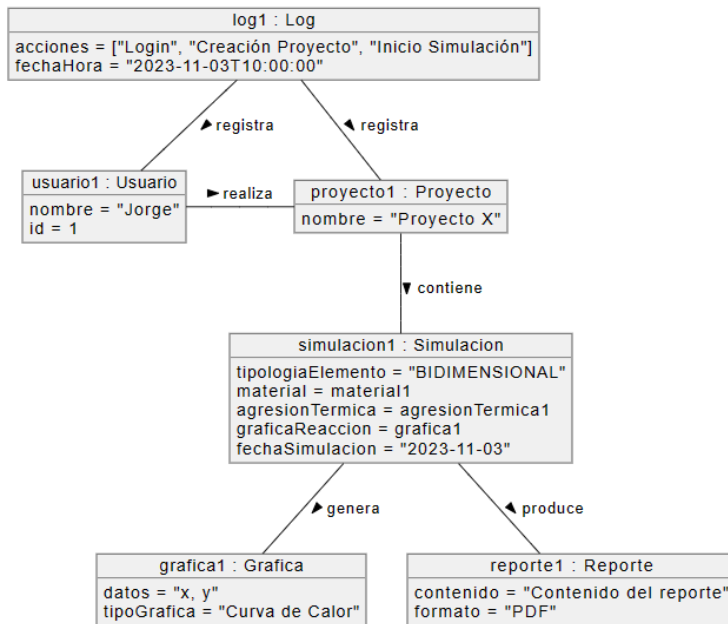 log1 : Log
acciones = ["Login", "Creación Proyecto", "Inicio Simulación"]
fechaHora = "2023-11-03T10:00:00"
registra
registra
usuario1 : Usuario
nombre = "Jorge"
id = 1
realiza
proyecto1 : Proyecto
nombre = "Proyecto X"
contiene
simulacion1 : Simulacion
tipologiaElemento = "BIDIMENSIONAL"
material = material1
agresionTermica = agresionTermica1
graficaReaccion = grafica1
fechaSimulacion = "2023-11-03"
genera
produce
grafica1 : Grafica
datos = "x, y"
tipoGrafica = "Curva de Calor"
reporte1 : Reporte
contenido = "Contenido del reporte"
formato = "PDF"